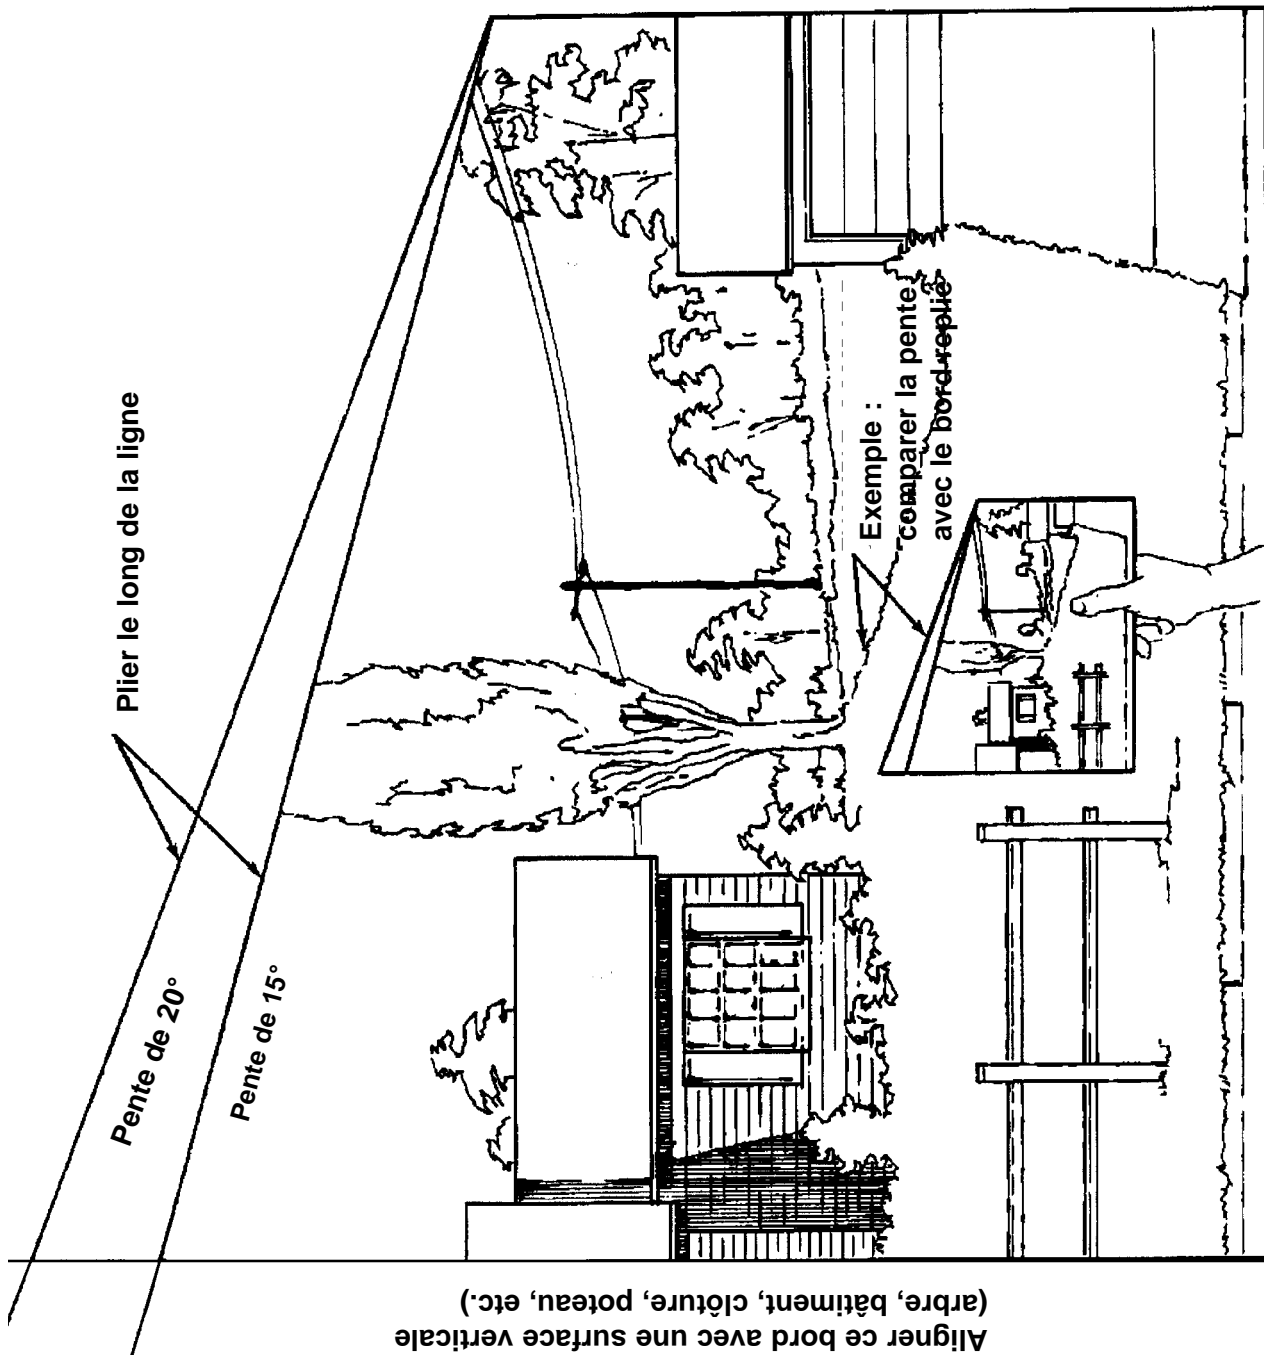 Plier le long de la ligne
Pente de 20°
Pente de 15°
Exemple :
comparer la pente
avec le bord replié
Aligner ce bord avec une surface verticale
(arbre, bâtiment, clôture, poteau, etc.)